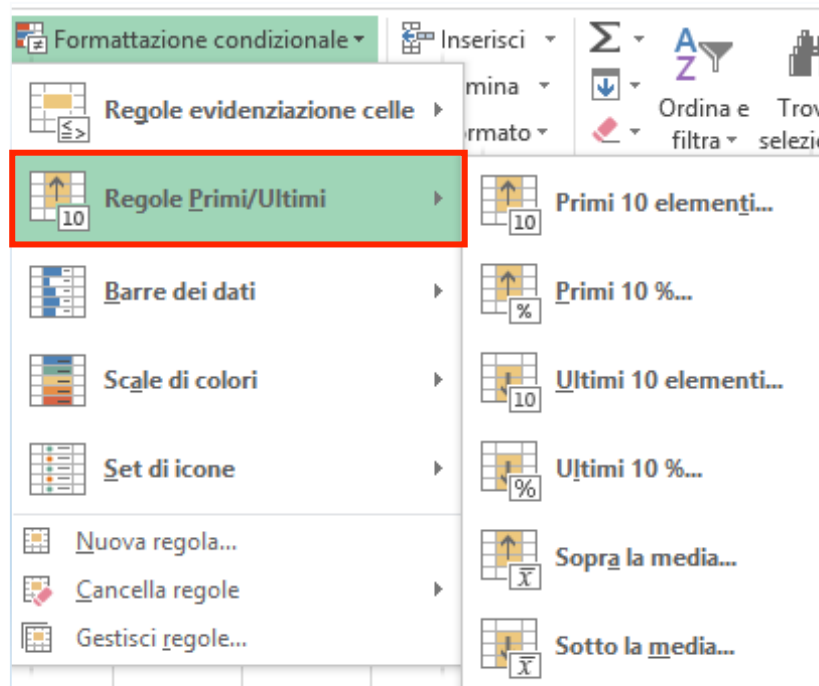 Formattazione condizionale
Inserisci
mina
rmato
Ordina e
filtra
Trov
selezio
Regole evidenziazione celle
Regole Primi/Ultimi
10
Barre dei dati
Scale di colori
Set di icone
Nuova regola...
Cancella regole
Gestisci regole...
Primi 10 elementi...
10
Primi 10 %...
%
Ultimi 10 elementi...
10
Ultimi 10 %...
%
Sopra la media...
x
Sotto la media...
x